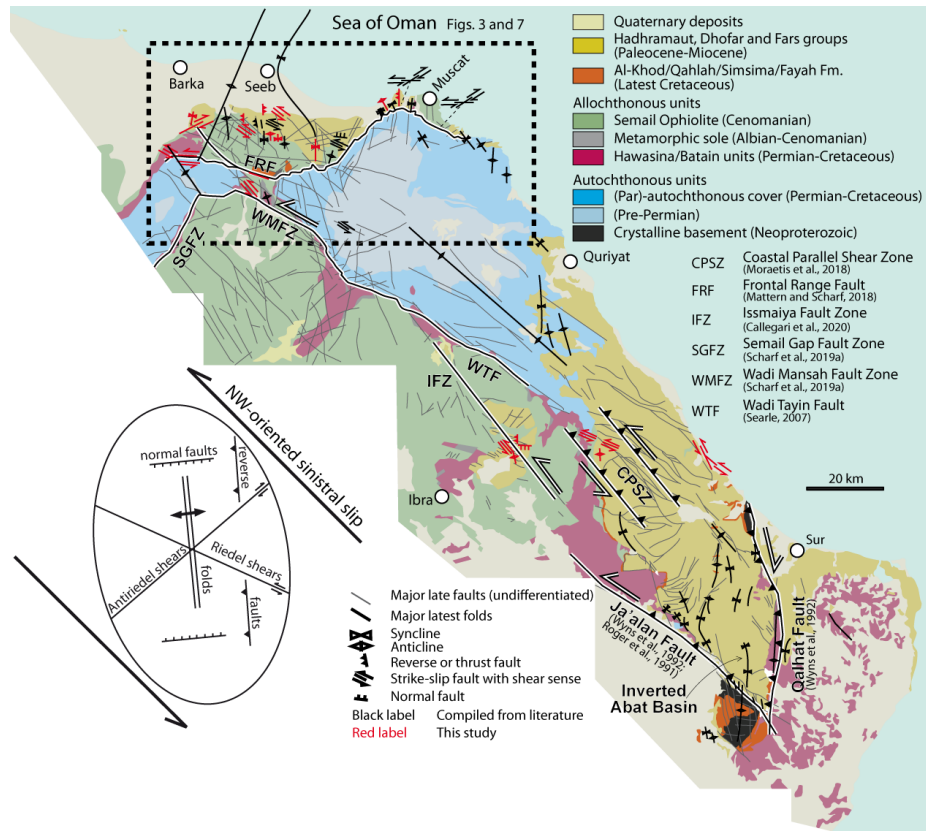 Sea of Oman Figs. 3 and 7
Barka
Seeb
Muscat
FRF
WMFZ
SGFZ
Quriyat
WTF
IFZ
CPSZ
Ibra
Sur
20 km
Quaternary deposits
Hadhramaut, Dhofar and Fars groups
(Paleocene-Miocene)
Al-Khod/Qahlah/Simsima/Fayah Fm.
(Latest Cretaceous)
Allochthonous units
Semail Ophiolite (Cenomanian)
Metamorphic sole (Albian-Cenomanian)
Hawasina/Batain units (Permian-Cretaceous)
Autochthonous units
(Par)-autochthonous cover (Permian-Cretaceous)
(Pre-Permian)
Crystalline basement (Neoproterozoic)
CPSZ Coastal Parallel Shear Zone
(Moraetis et al., 2018)
FRF Frontal Range Fault
(Mattern and Scharf, 2018)
IFZ Issmaiya Fault Zone
(Callegari et al., 2020)
SGFZ Semail Gap Fault Zone
(Scharf et al., 2019a)
WMFZ Wadi Mansah Fault Zone
(Scharf et al., 2019a)
WTF Wadi Tayin Fault
(Searle, 2007)
NW-oriented sinistral slip
normal faults
reverse
Antiriedel shears
folds
Riedel shears
faults
Major late faults (undifferentiated)
Major latest folds
Syncline
Anticline
Reverse or thrust fault
Strike-slip fault with shear sense
Normal fault
Black label Compiled from literature
Red label This study
Ja'alan Fault
(Wyns et al., 1992;
Roger et al., 1991)
Inverted
Abat Basin
Qalhat Fault
(Wyns et al., 1992)